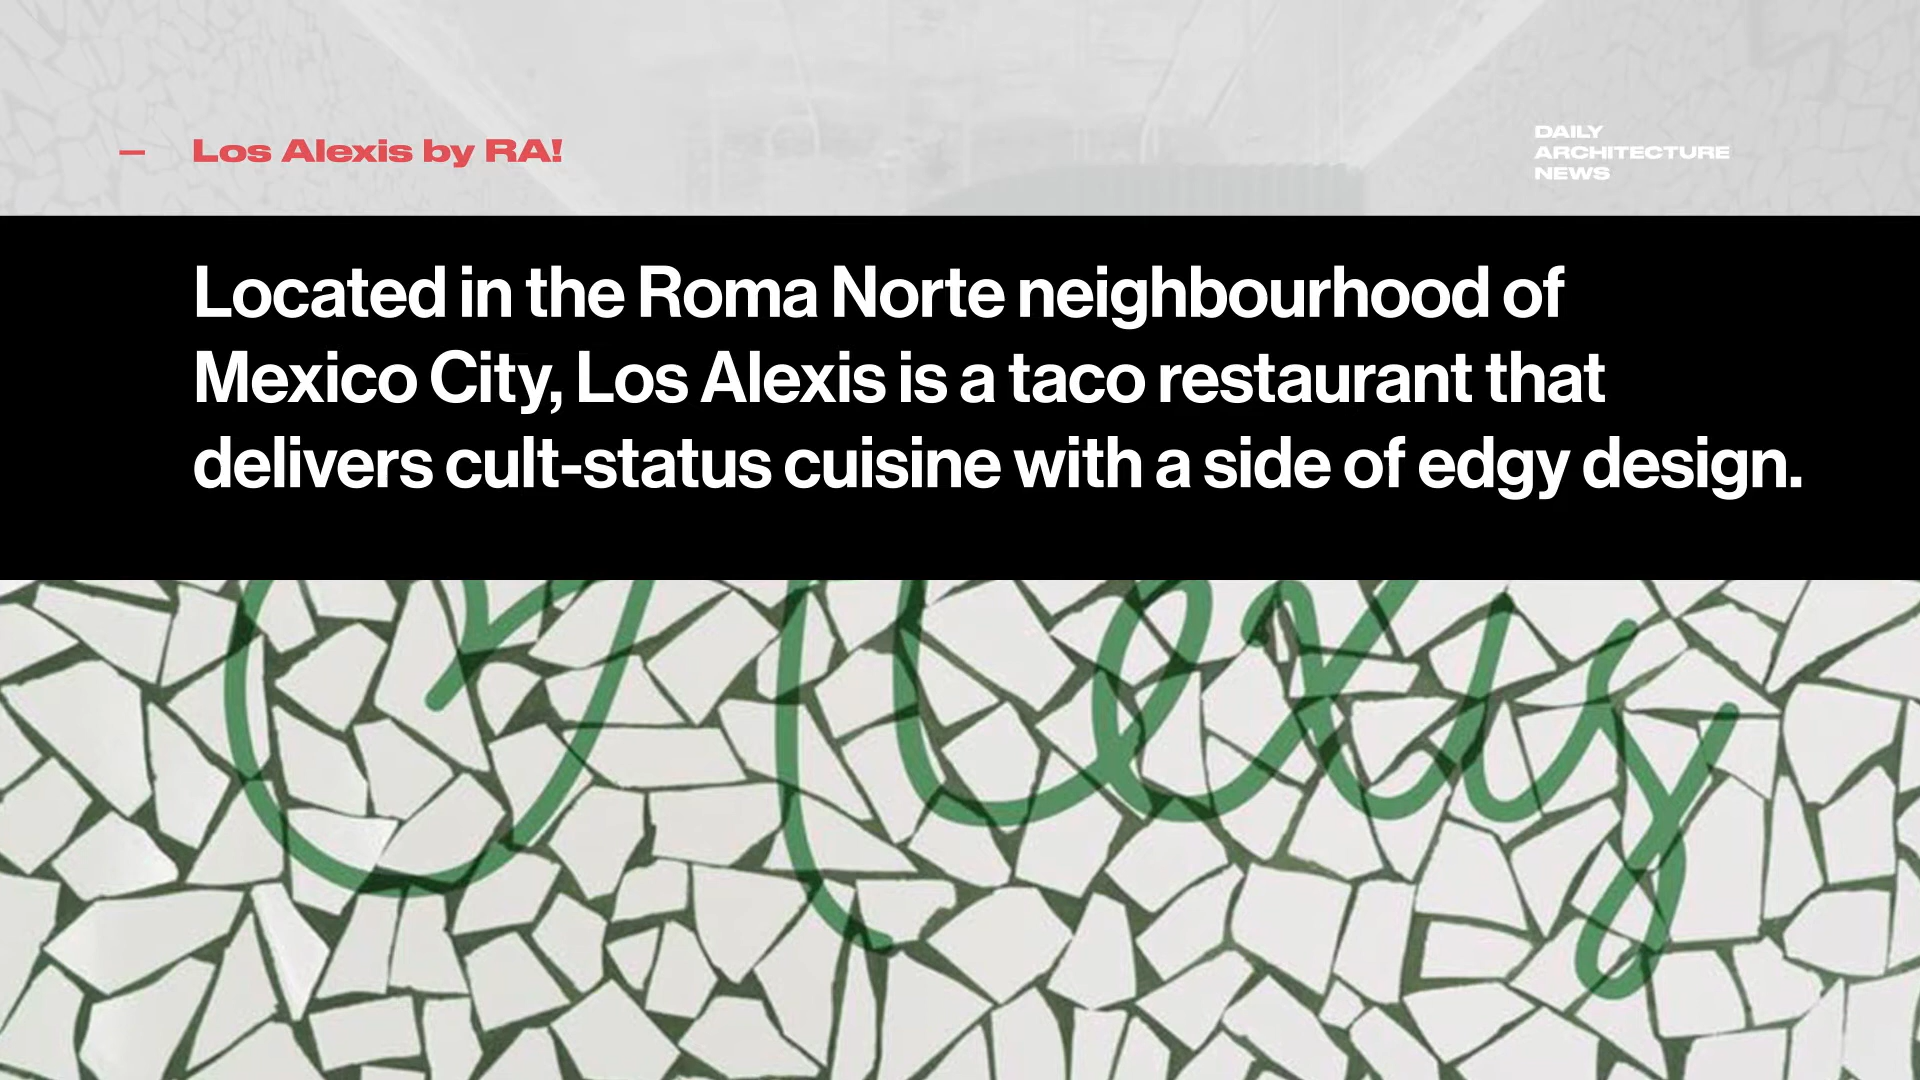 — Los Alexis by RA!
DAILY
ARCHITECTURE
NEWS
Located in the Roma Norte neighbourhood of
Mexico City, Los Alexis is a taco restaurant that
delivers cult-status cuisine with a side of edgy design.